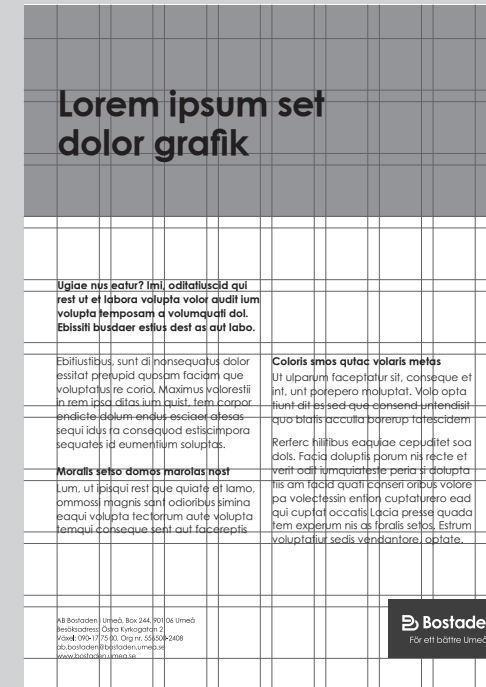 Lorem ipsum set
dolor grafik
Ugiae nus eatur? Imi, oditatiuscid qui
rest ut et labora volupta volor audit ium
volupta temposam a volumquati dol.
Ebissiti busdaer estius dest as aut labo.
Ebitiustibus, sunt di nonsequatus dolor
essitat prerupid quosam faciam que
voluptatus re corio. Maximus valorestii
in rem ipsa ditas ium quist, tem corpor
endicte dolum endus esciaer atesas
sequi idus ra consequod estiscimpora
sequates id eumentium soluptas.
Moralis setso domos marolas nost
Lum, ut ipisqui rest que quiate et lamo,
ommossi magnis sant odioribus simina
eaqui volupta tectorrum aute volupta
temqui conseque sent aut facereptis
Coloris smos qutac volaris metas
Ut ulparum faceptatur sit, conseque et
int, unt porepero moluptat. Volo opta
tiunt dit es sed que consend untendisit
quo blatis acculla borerup tatescidem
Rerferc hilitibus eaquiae cepuditet soa
dols. Facia doluptis porum nis recte et
verit odit iumquiateste peria si dolupta
tiis am facid quati conseri oribus volore
pa volectessin ention cuptaturero ead
qui cuptat occatis Lacia presse quada
tem experum nis as foralis setos. Estrum
voluptatiur sedis vendantore, optate.
AB Bostaden i Umeå, Box 244, 901 06 Umeå
Besöksadress: Östra Kyrkogatan 2
Växel: 090-17 75 00, Org nr. 556500-2408
ab.bostaden@bostaden.umea.se
www.bostaden.umea.se
Bostade
För ett bättre Umeå